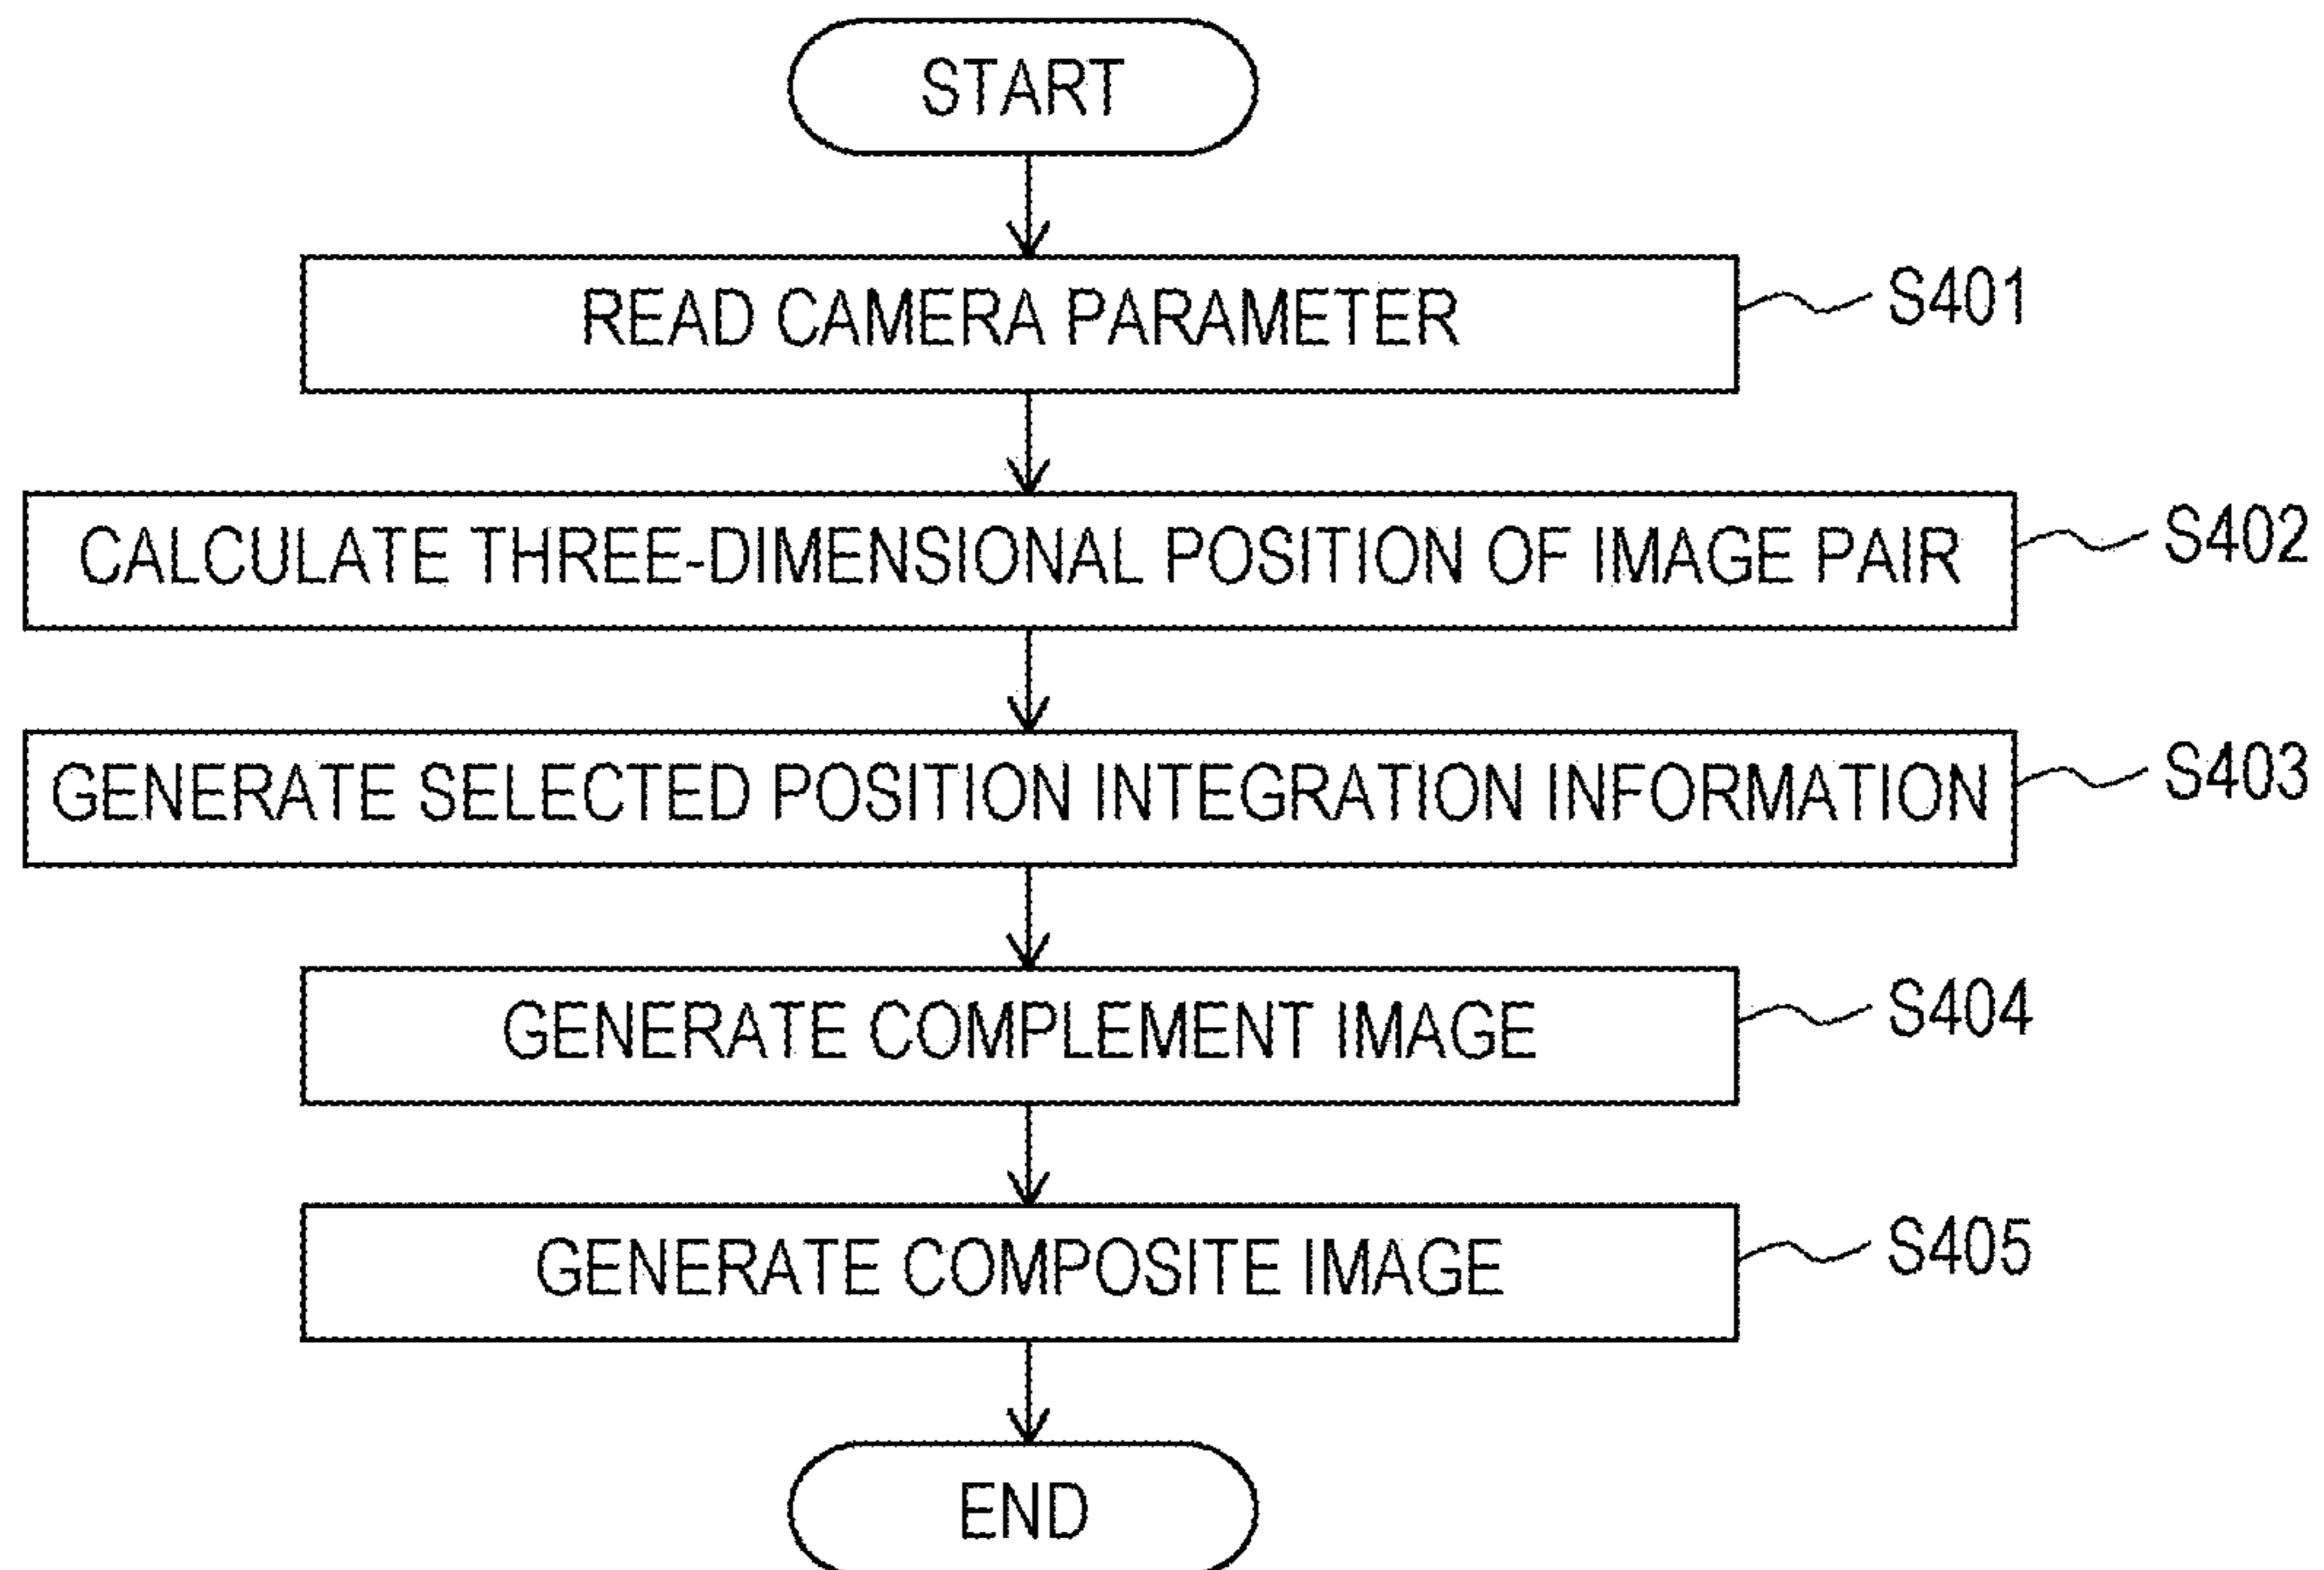 START
READ CAMERA PARAMETER
S401
CALCULATE THREE-DIMENSIONAL POSITION OF IMAGE PAIR
S402
GENERATE SELECTED POSITION INTEGRATION INFORMATION
S403
GENERATE COMPLEMENT IMAGE
S404
GENERATE COMPOSITE IMAGE
S405
END